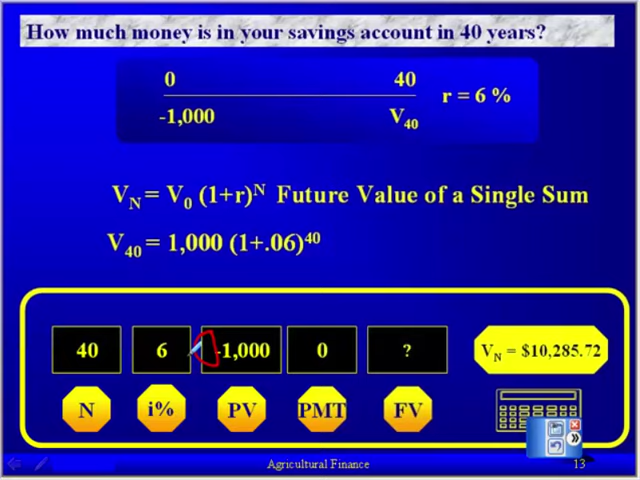 How much money is in your savings account in 40 years?
0 40
r = 6 %
-1,000 V40
VN = V0 (1+r)N Future Value of a Single Sum
V40 = 1,000 (1+.06)40
40 6 -1,000 0 ?
VN = $10,285.72
N i% PV PMT FV
Agricultural Finance 13